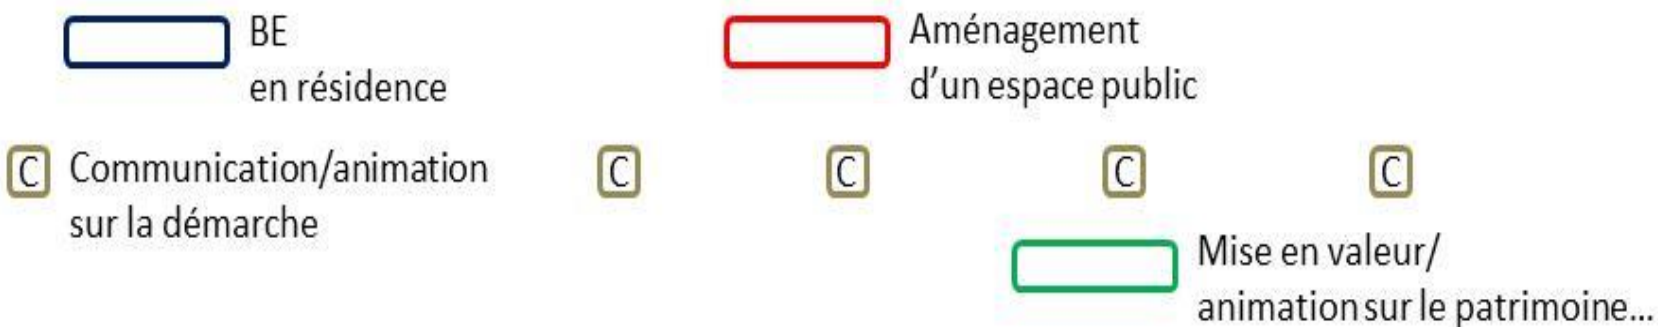 BE
en résidence
Aménagement
d'un espace public
C Communication/animation
sur la démarche
C C C C
Mise en valeur/
animation sur le patrimoine...